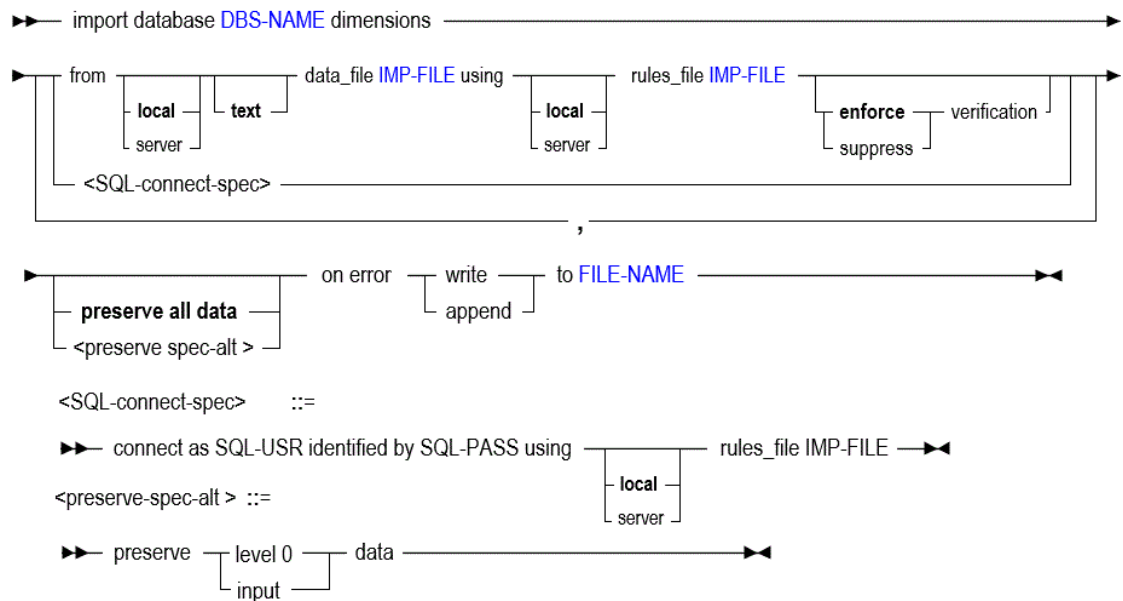 import database DBS-NAME dimensions
from local server text data_file IMP-FILE using local server rules_file IMP-FILE enforce suppress verification
<SQL-connect-spec>
,
preserve all data
<preserve spec-alt >
on error write append to FILE-NAME
<SQL-connect-spec> ::=
connect as SQL-USR identified by SQL-PASS using local server rules_file IMP-FILE
<preserve-spec-alt > ::=
preserve level 0 input data